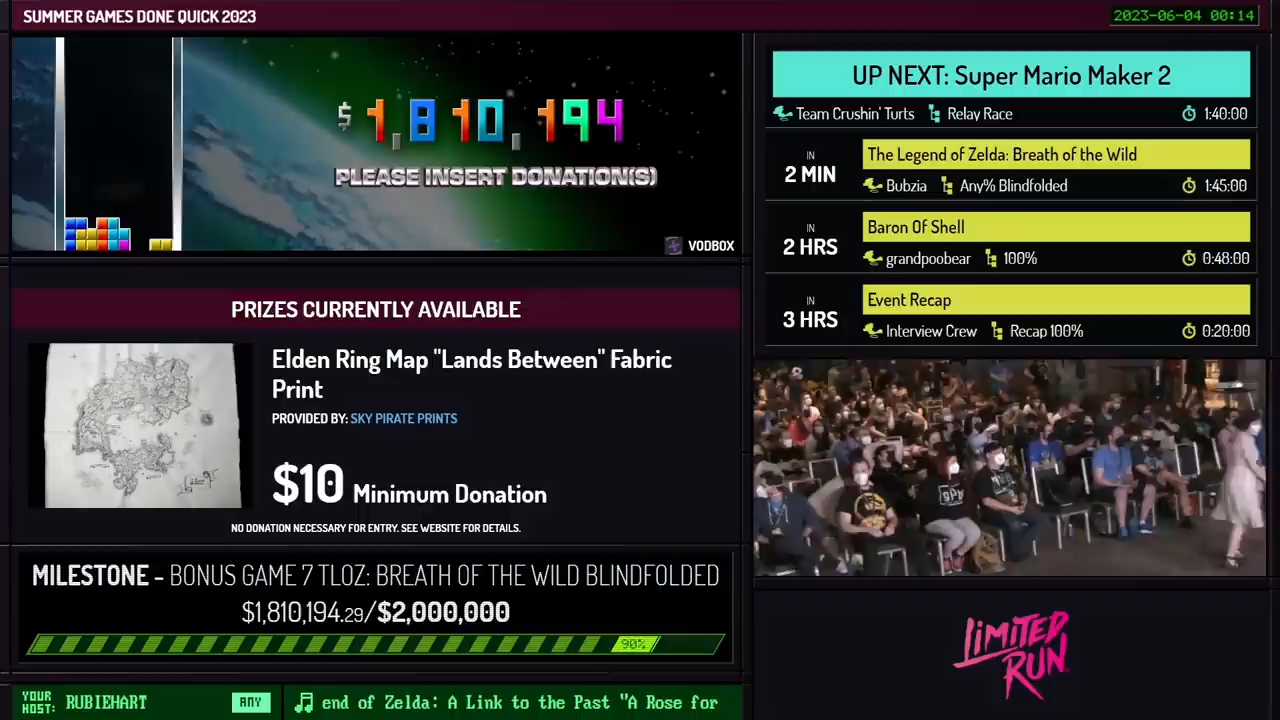 SUMMER GAMES DONE QUICK 2023
2023-06-04 00:14
$1,810,194
PLEASE INSERT DONATION(S)
VODBOX
PRIZES CURRENTLY AVAILABLE
Elden Ring Map "Lands Between" Fabric
Print
PROVIDED BY: SKY PIRATE PRINTS
$10 Minimum Donation
NO DONATION NECESSARY FOR ENTRY. SEE WEBSITE FOR DETAILS.
MILESTONE - BONUS GAME 7 TLOZ: BREATH OF THE WILD BLINDFOLDED
$1,810,194.29/$2,000,000
90%
YOUR HOST: RUBIEHART
ANY
end of Zelda: A Link to the Past "A Rose for
UP NEXT: Super Mario Maker 2
Team Crushin' Turts Relay Race 1:40:00
IN
2 MIN
The Legend of Zelda: Breath of the Wild
Bubzia Any% Blindfolded 1:45:00
IN
2 HRS
Baron Of Shell
grandpoobear 100% 0:48:00
IN
3 HRS
Event Recap
Interview Crew Recap 100% 0:20:00
gpb
LIMITED
RUN